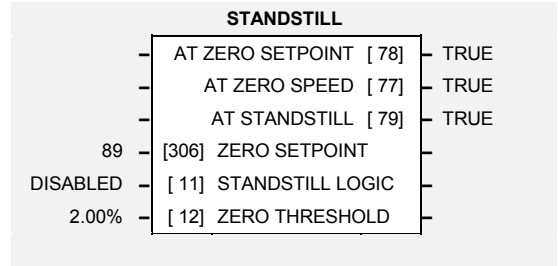 STANDSTILL
AT ZERO SETPOINT [ 78] – TRUE
AT ZERO SPEED [ 77] – TRUE
AT STANDSTILL [ 79] – TRUE
89 – [306] ZERO SETPOINT
DISABLED – [ 11] STANDSTILL LOGIC
2.00% – [ 12] ZERO THRESHOLD